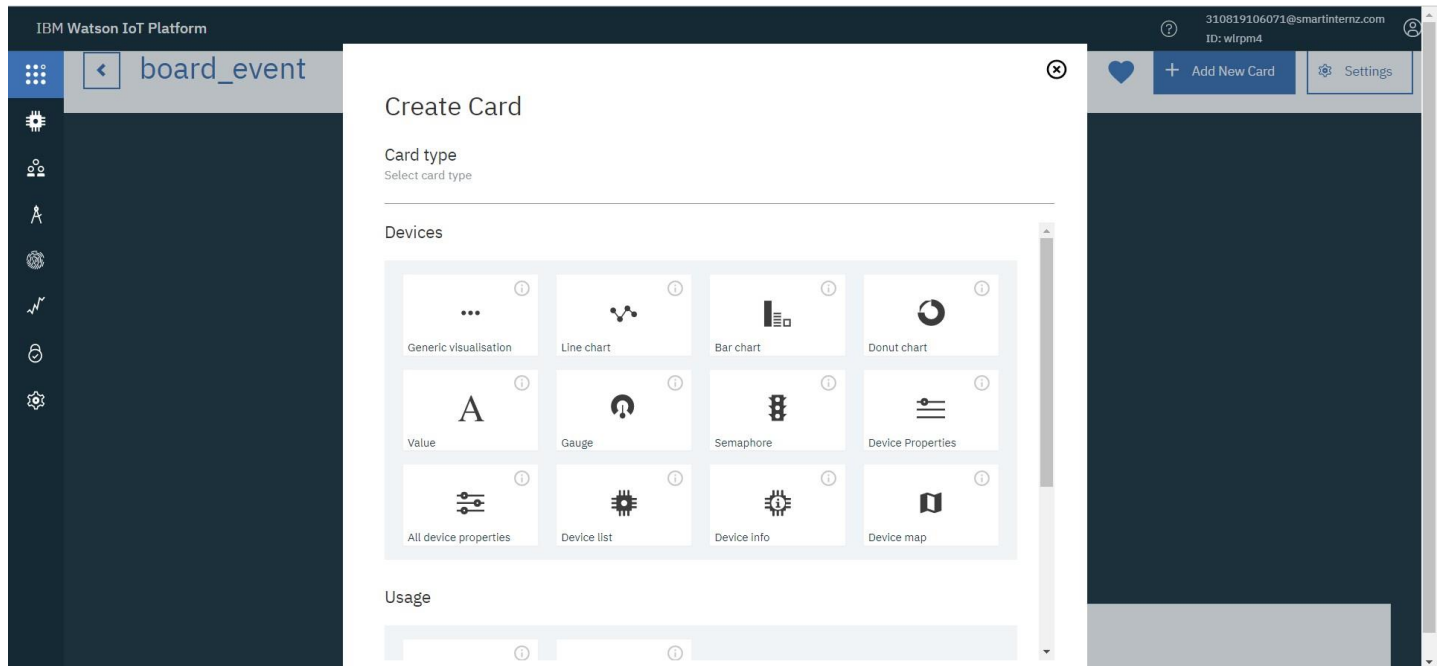 IBM Watson IoT Platform
310819106071@smartinternz.com
ID: wlrpm4
board_event
Add New Card
Settings
Create Card
Card type
Select card type
Devices
Generic visualisation
Line chart
Bar chart
Donut chart
Value
Gauge
Semaphore
Device Properties
All device properties
Device list
Device info
Device map
Usage